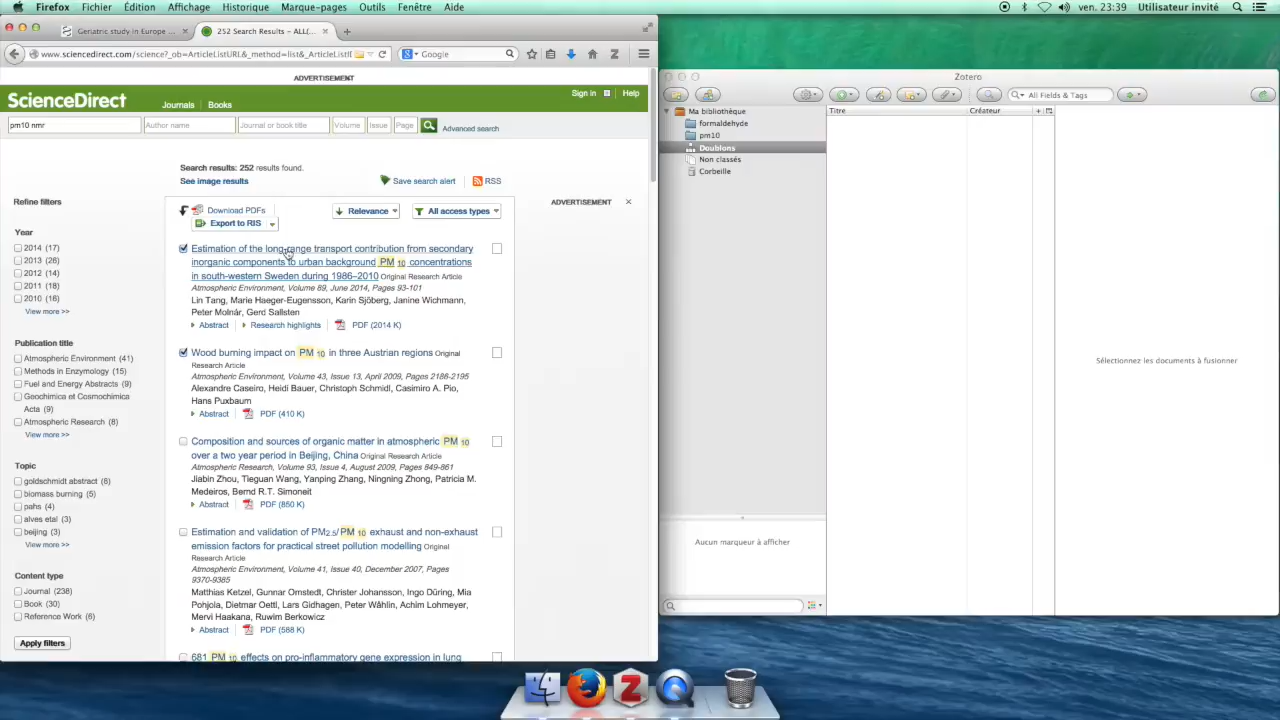 Firefox Fichier Édition Affichage Historique Marque-pages Outils Fenêtre Aide
ven. 23:39 Utilisateur invité
Geriatric study in Europe ...
252 Search Results – ALL(...
www.sciencedirect.com/science?_ob=ArticleListURL&_method=list&_ArticleListI
Google
ADVERTISEMENT
Sign in Help
ScienceDirect Journals Books
pm10 nmr Author name Journal or book title Volume Issue Page Advanced search
Search results: 252 results found.
See image results Save search alert RSS
Refine filters
Year
2014 (17)
2013 (28)
2012 (14)
2011 (18)
2010 (16)
View more >>
Publication title
Atmospheric Environment (41)
Methods in Enzymology (15)
Fuel and Energy Abstracts (9)
Geochimica et Cosmochimica
Acta (9)
Atmospheric Research (8)
View more >>
Topic
goldschmidt abstract (6)
biomass burning (5)
pahs (4)
alves etal (3)
beijing (3)
View more >>
Content type
Journal (238)
Book (30)
Reference Work (6)
Apply filters
Download PDFs Relevance All access types
Export to RIS
Estimation of the long-range transport contribution from secondary
inorganic components to urban background PM 10 concentrations
in south-western Sweden during 1986–2010 Original Research Article
Atmospheric Environment, Volume 89, June 2014, Pages 93-101
Lin Tang, Marie Haeger-Eugensson, Karin Sjöberg, Janine Wichmann,
Peter Molnár, Gerd Sallsten
Abstract Research highlights PDF (2014 K)
Wood burning impact on PM 10 in three Austrian regions Original
Research Article
Atmospheric Environment, Volume 43, Issue 13, April 2009, Pages 2186-2195
Alexandre Caseiro, Heidi Bauer, Christoph Schmidl, Casimiro A. Pio,
Hans Puxbaum
Abstract PDF (410 K)
Composition and sources of organic matter in atmospheric PM 10
over a two year period in Beijing, China Original Research Article
Atmospheric Research, Volume 93, Issue 4, August 2009, Pages 849-861
Jiabin Zhou, Tieguan Wang, Yanping Zhang, Ningning Zhong, Patricia M.
Medeiros, Bernd R.T. Simoneit
Abstract PDF (850 K)
Estimation and validation of PM2.5/PM 10 exhaust and non-exhaust
emission factors for practical street pollution modelling Original
Research Article
Atmospheric Environment, Volume 41, Issue 40, December 2007, Pages
9370-9385
Matthias Ketzel, Gunnar Omstedt, Christer Johansson, Ingo Düring, Mia
Pohjola, Dietmar Oettl, Lars Gidhagen, Peter Wåhlin, Achim Lohmeyer,
Mervi Haakana, Ruwim Berkowicz
Abstract PDF (588 K)
681 PM 10 effects on pro-inflammatory gene expression in lung
ADVERTISEMENT
Zotero
All Fields & Tags
Ma bibliothèque
formaldehyde
pm10
Doublons
Non classés
Corbeille
Titre Créateur
Sélectionnez les documents à fusionner
Aucun marqueur à afficher